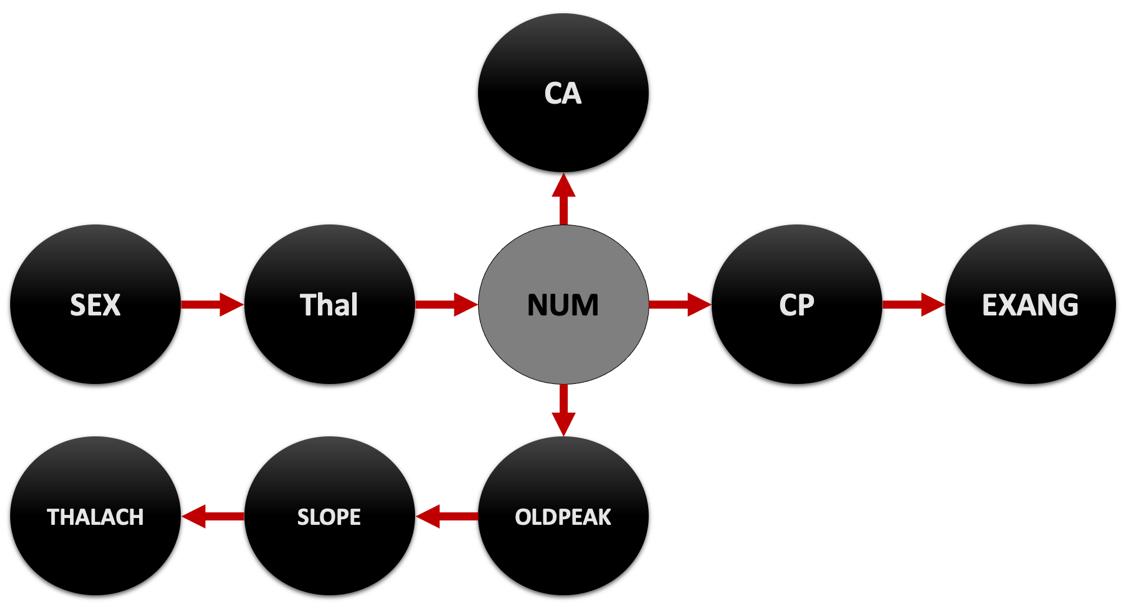 CA
SEX
Thal
NUM
CP
EXANG
THALACH
SLOPE
OLDPEAK